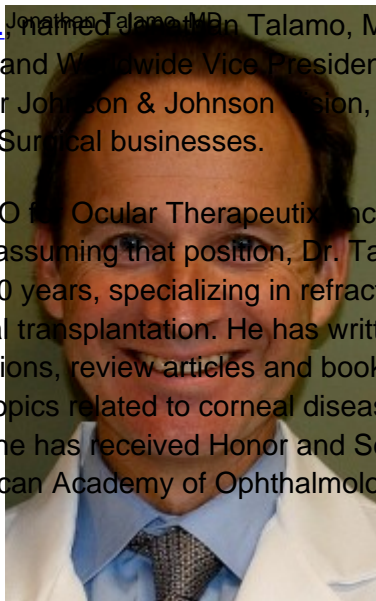 Jonathan Talamo, MD
., named Jonathan Talamo, M
and Worldwide Vice Presiden
r Johnson & Johnson Vision,
Surgical businesses.
O for Ocular Therapeutix, Inc
assuming that position, Dr. Ta
0 years, specializing in refract
al transplantation. He has writt
ions, review articles and book
opics related to corneal diseas
he has received Honor and Se
can Academy of Ophthalmolo